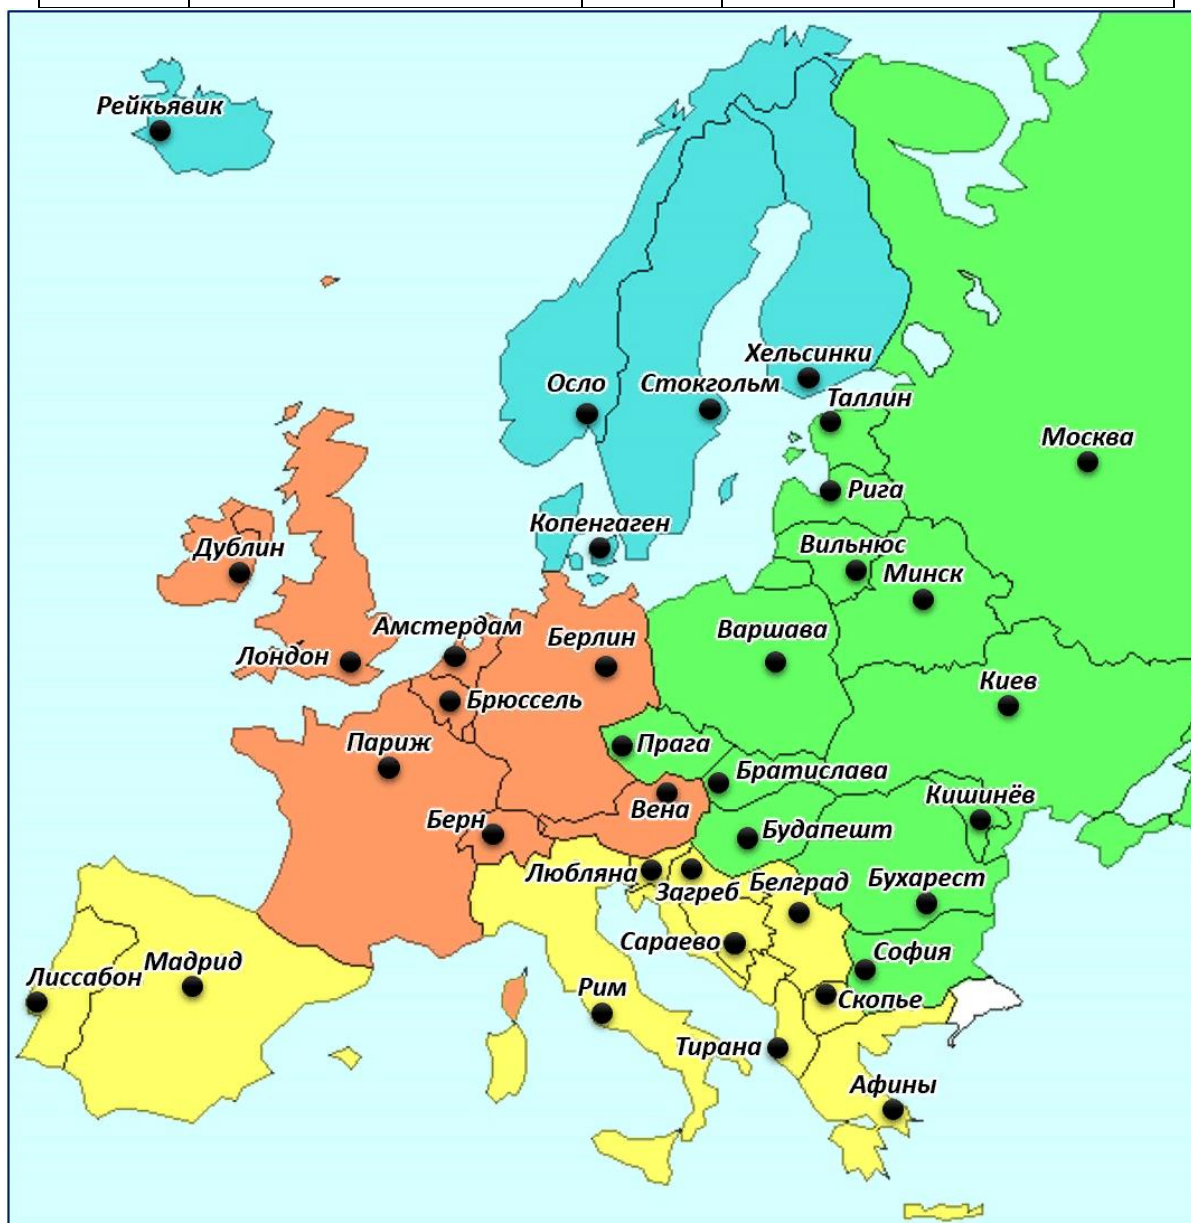 Рейкьявик
Хельсинки
Осло
Стокгольм
Таллин
Москва
Рига
Копенгаген
Вильнюс
Дублин
Минск
Амстердам
Берлин
Варшава
Лондон
Киев
Брюссель
Париж
Прага
Братислава
Кишинёв
Вена
Берн
Будапешт
Любляна
Загреб
Белград
Бухарест
Сараево
София
Лиссабон
Мадрид
Рим
Скопье
Тирана
Афины